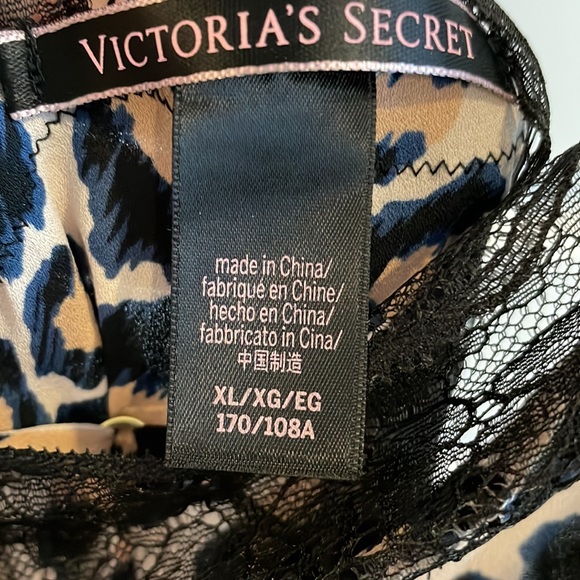 VICTORIA'S SECRET
made in China/
fabriqué en Chine/
hecho en China/
fabbricato in Cina/
中国制造
XL/XG/EG
170/108A